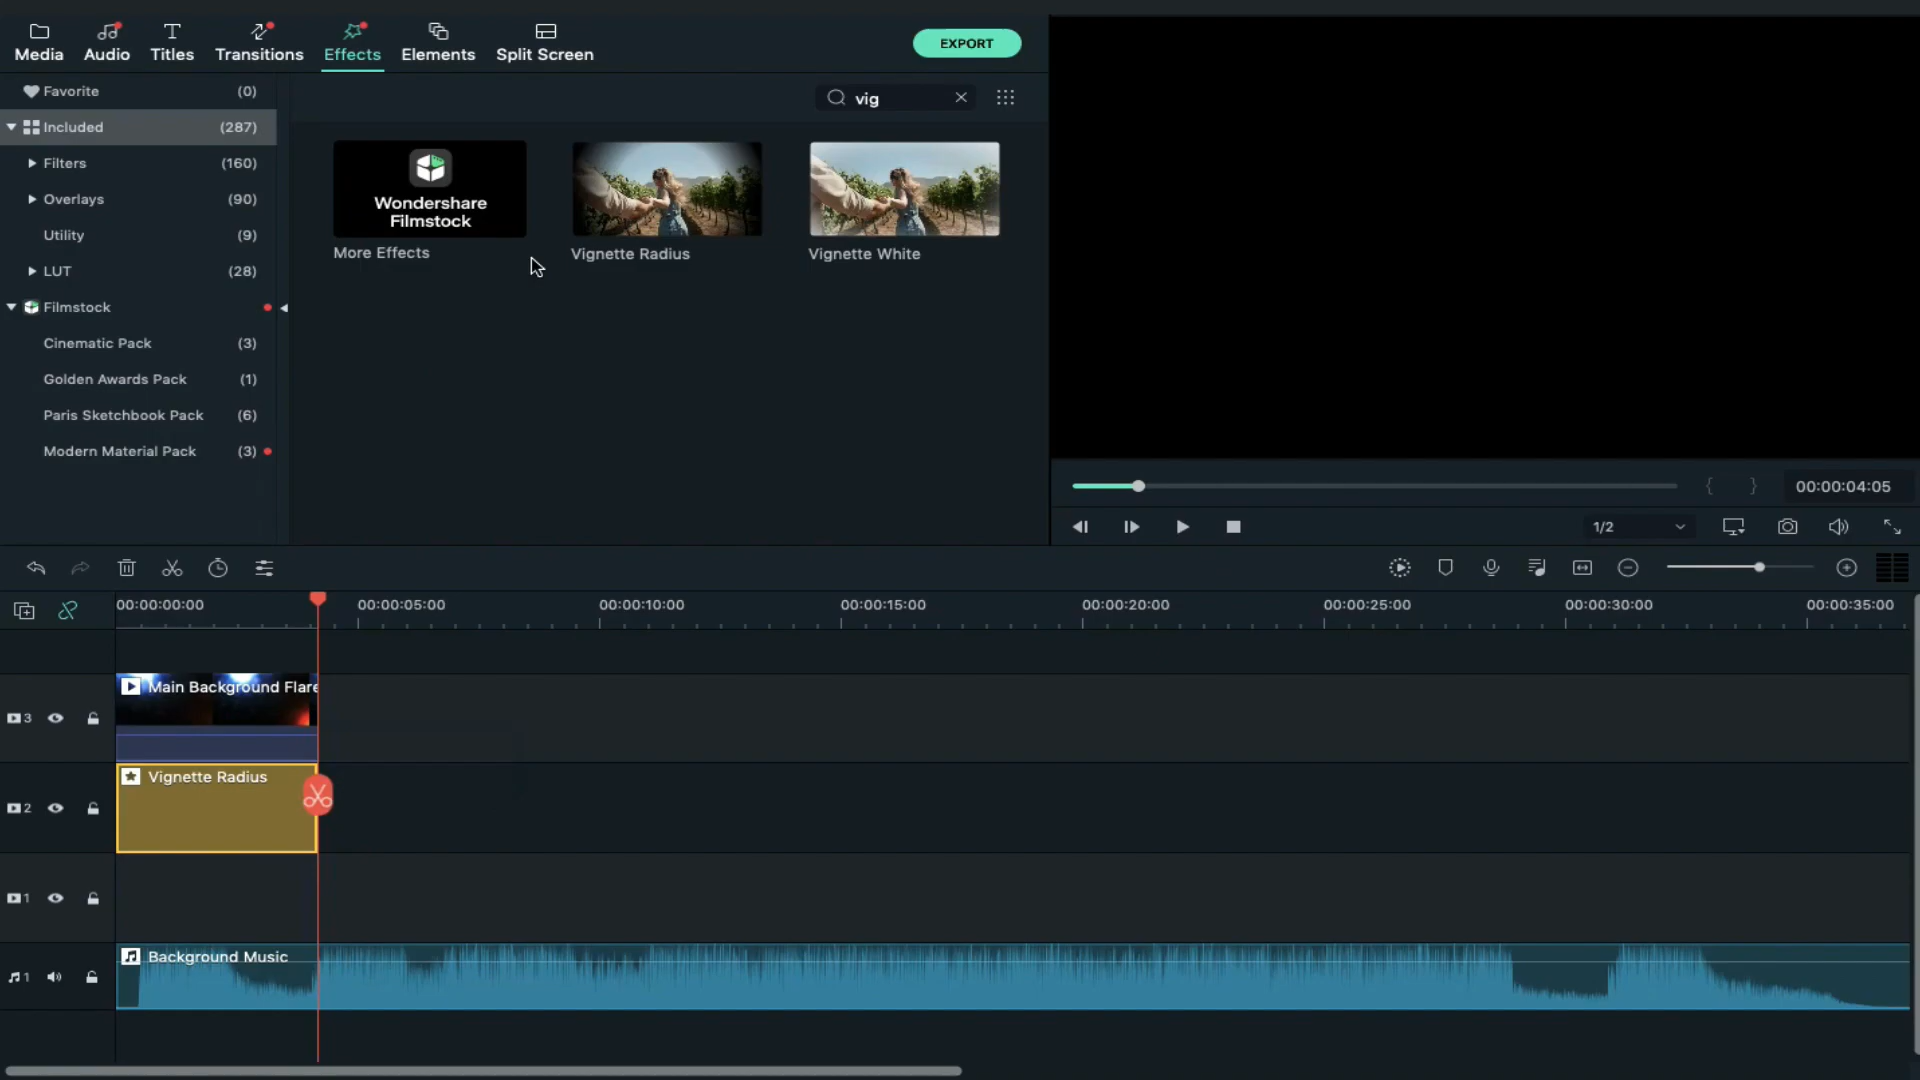 Media
Audio
Titles
Transitions
Effects
Elements
Split Screen
EXPORT
Favorite (0)
Included (287)
Filters (160)
Overlays (90)
Utility (9)
LUT (28)
Filmstock
Cinematic Pack (3)
Golden Awards Pack (1)
Paris Sketchbook Pack (6)
Modern Material Pack (3)
vig
Wondershare
Filmstock
More Effects
Vignette Radius
Vignette White
00:00:04:05
1/2
00:00:00:00
00:00:05:00
00:00:10:00
00:00:15:00
00:00:20:00
00:00:25:00
00:00:30:00
00:00:35:00
3
Main Background Flare
2
Vignette Radius
1
1
Background Music